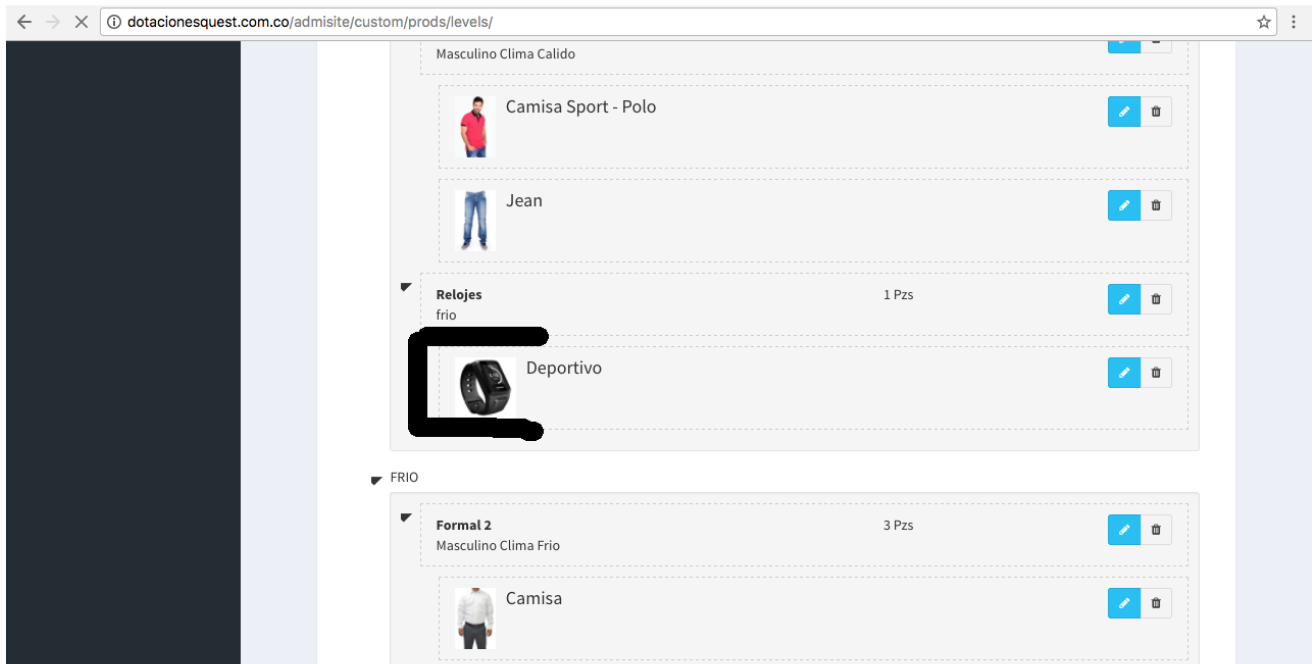 dotacionesquest.com.co/admisite/custom/prods/levels/
Masculino Clima Calido
Camisa Sport - Polo
Jean
Relojes 1 Pzs
frio
Deportivo
FRIO
Formal 2 3 Pzs
Masculino Clima Frio
Camisa